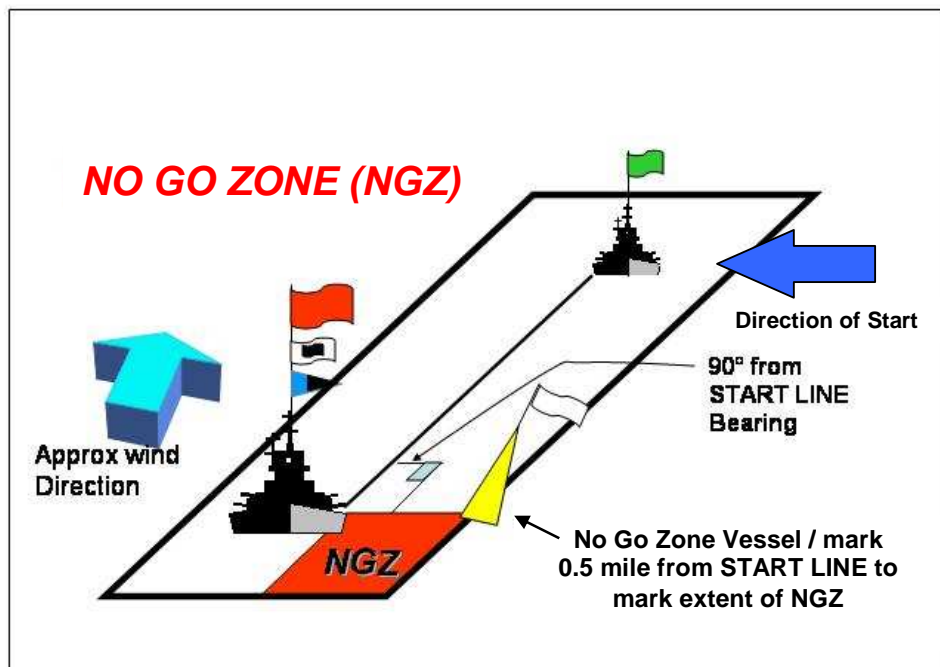 NO GO ZONE (NGZ)
Direction of Start
90° from
START LINE
Bearing
Approx wind
Direction
NGZ
No Go Zone Vessel / mark
0.5 mile from START LINE to
mark extent of NGZ